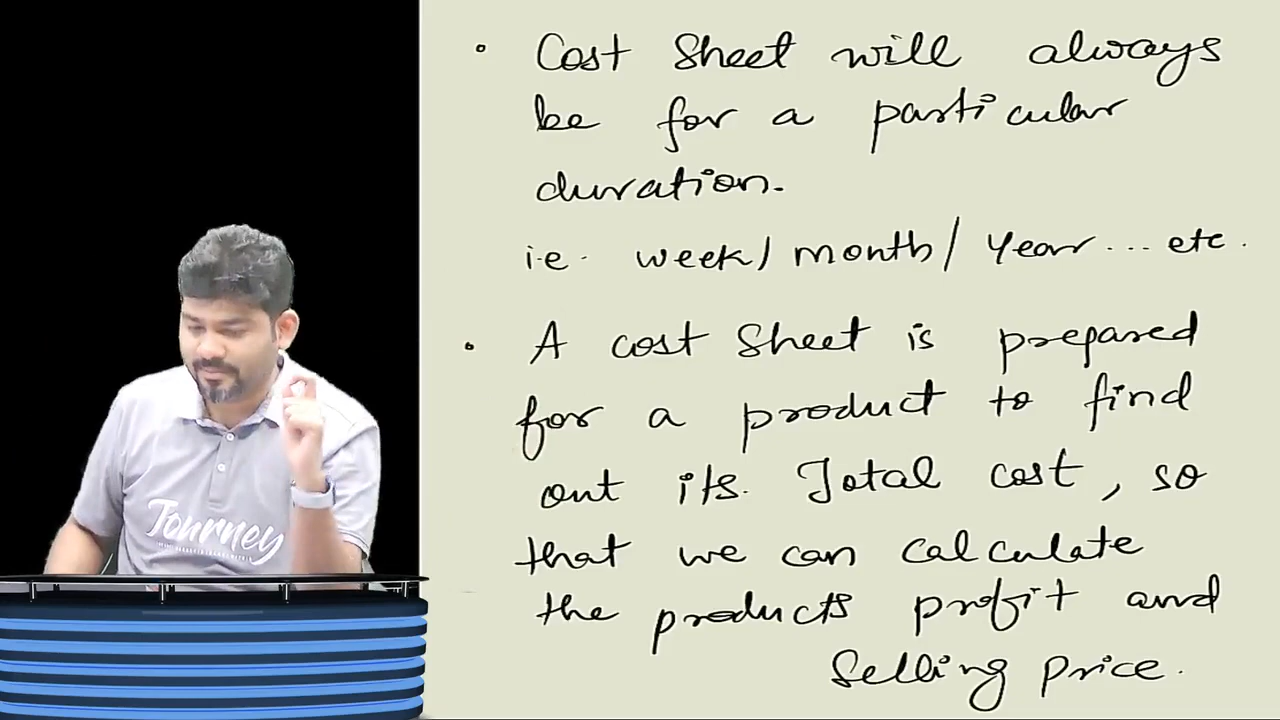 • Cost Sheet will always
be for a particular
duration.
i.e. week/month/Year... etc.
• A cost Sheet is prepared
for a product to find
out its. Total cost, so
that we can calculate
the products profit and
Selling price.
Journey